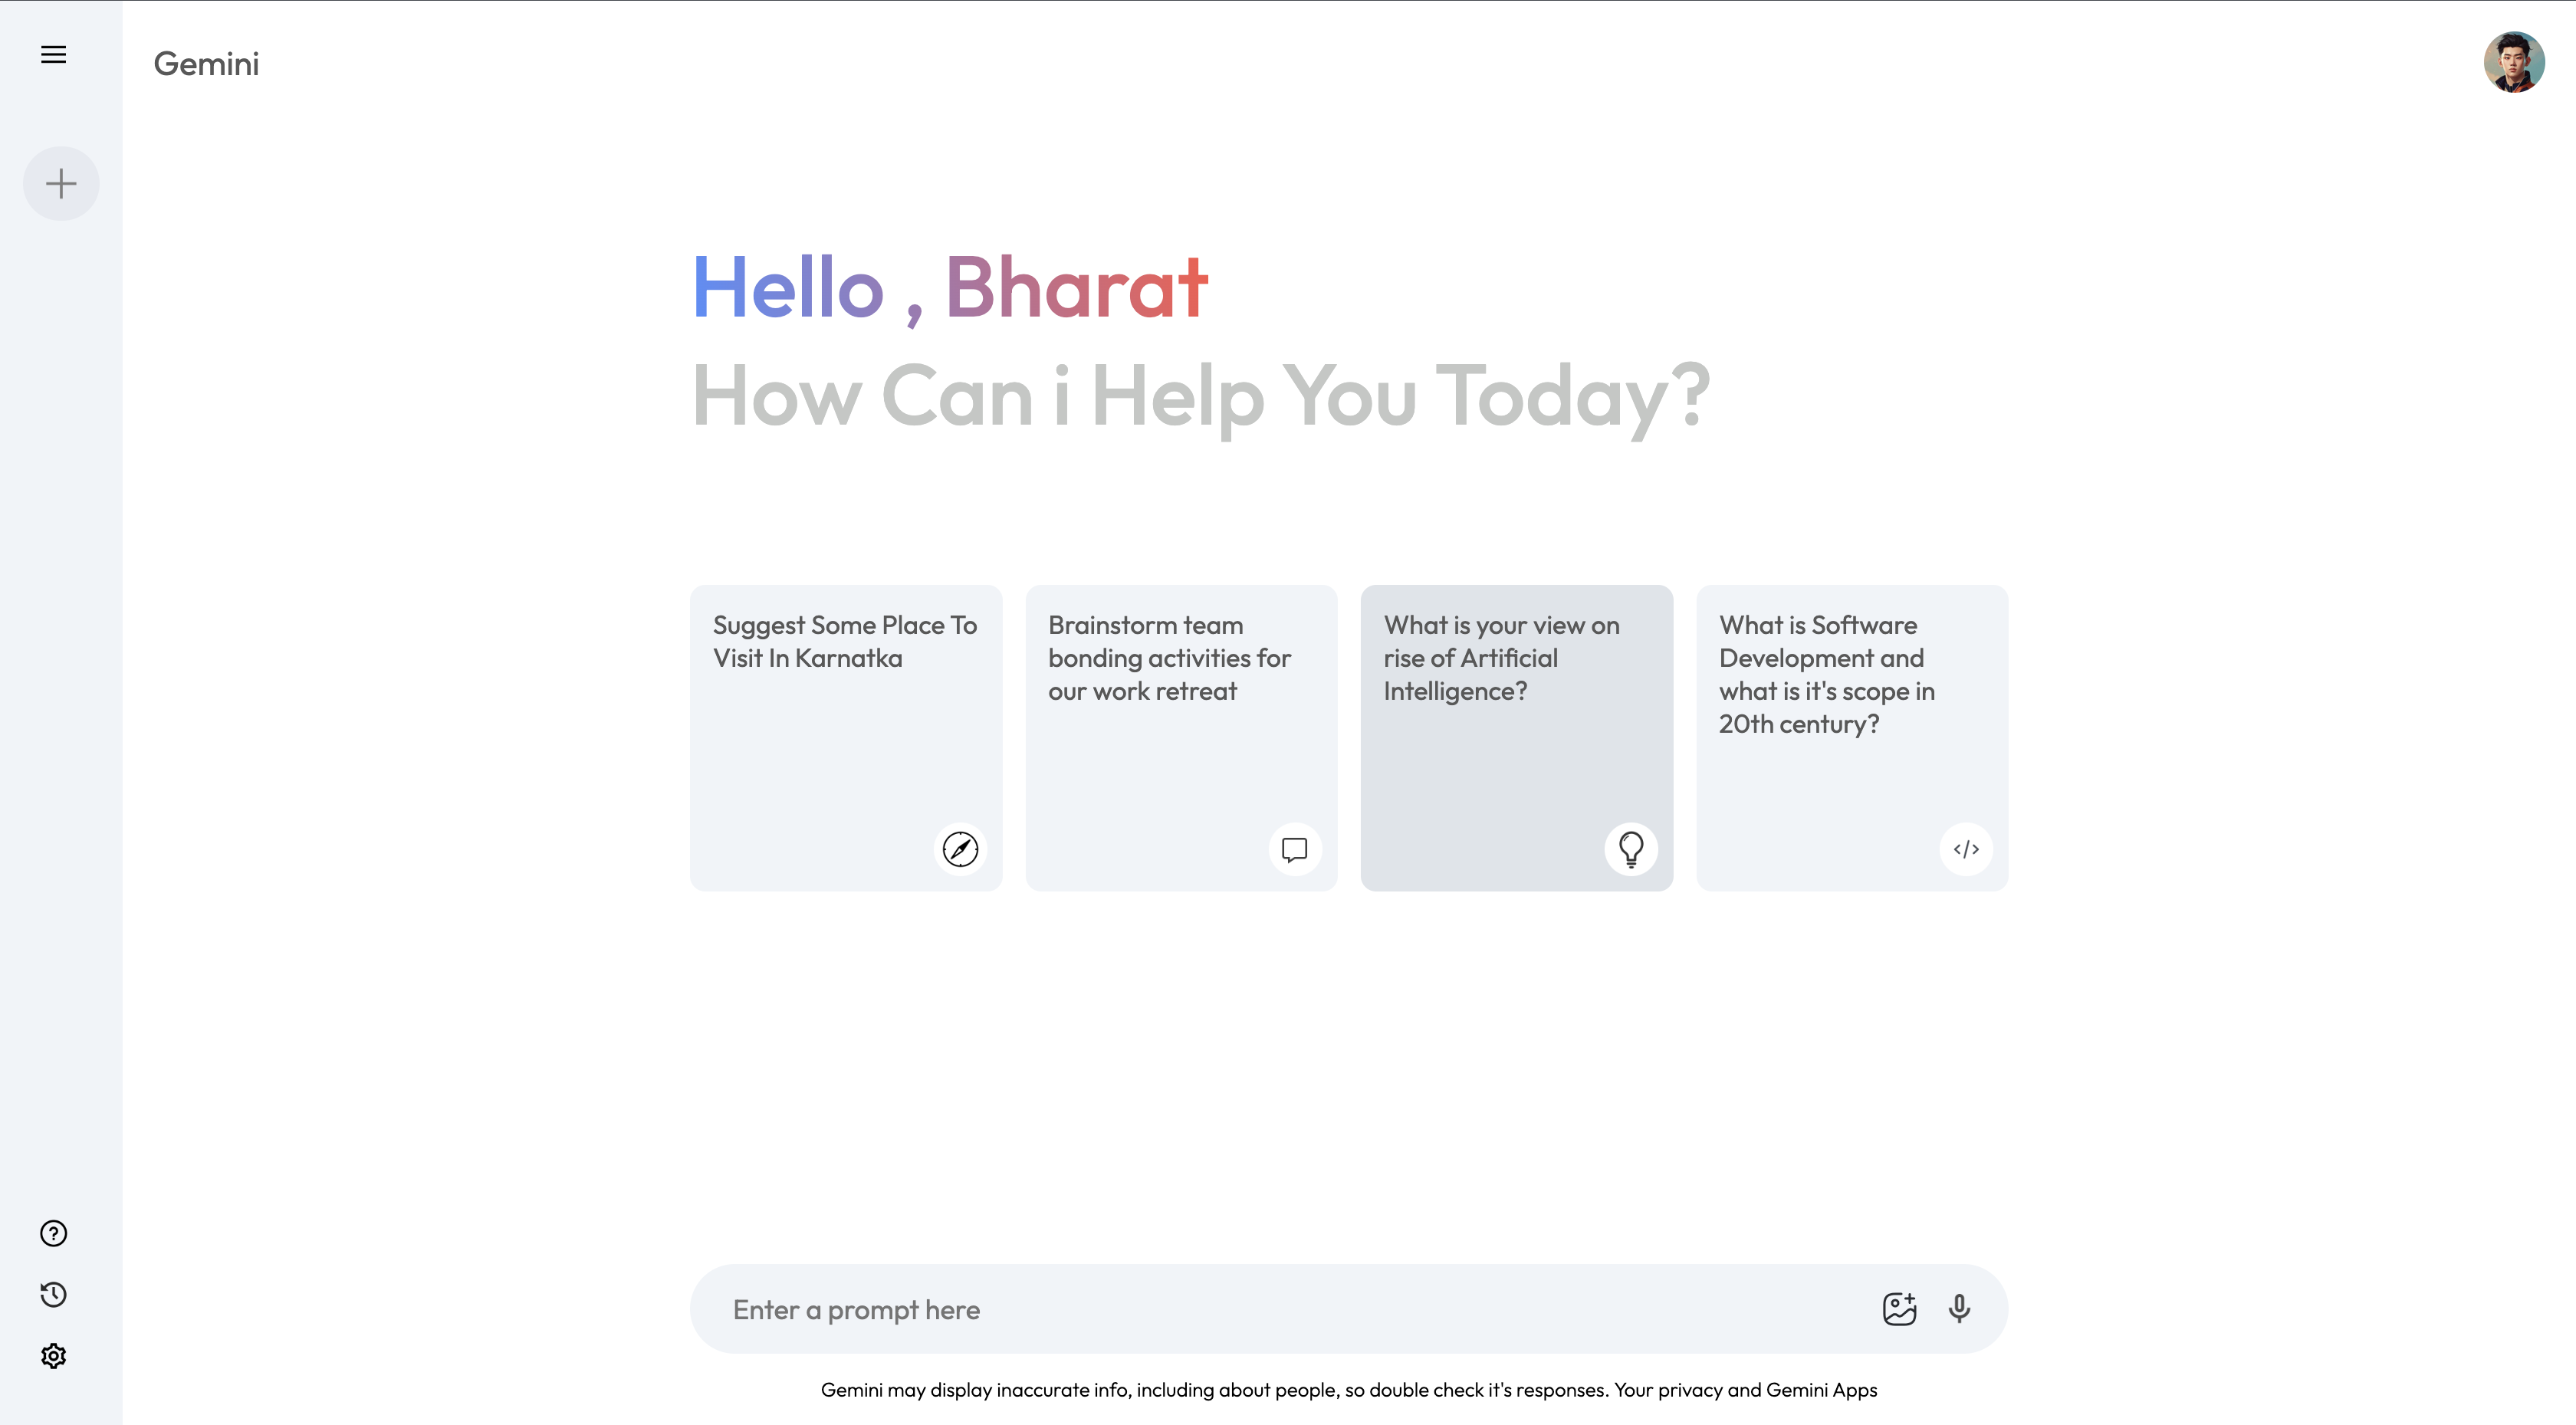 Gemini
Hello , Bharat
How Can i Help You Today?
Suggest Some Place To
Visit In Karnatka
Brainstorm team
bonding activities for
our work retreat
What is your view on
rise of Artificial
Intelligence?
What is Software
Development and
what is it's scope in
20th century?
Enter a prompt here
Gemini may display inaccurate info, including about people, so double check it's responses. Your privacy and Gemini Apps